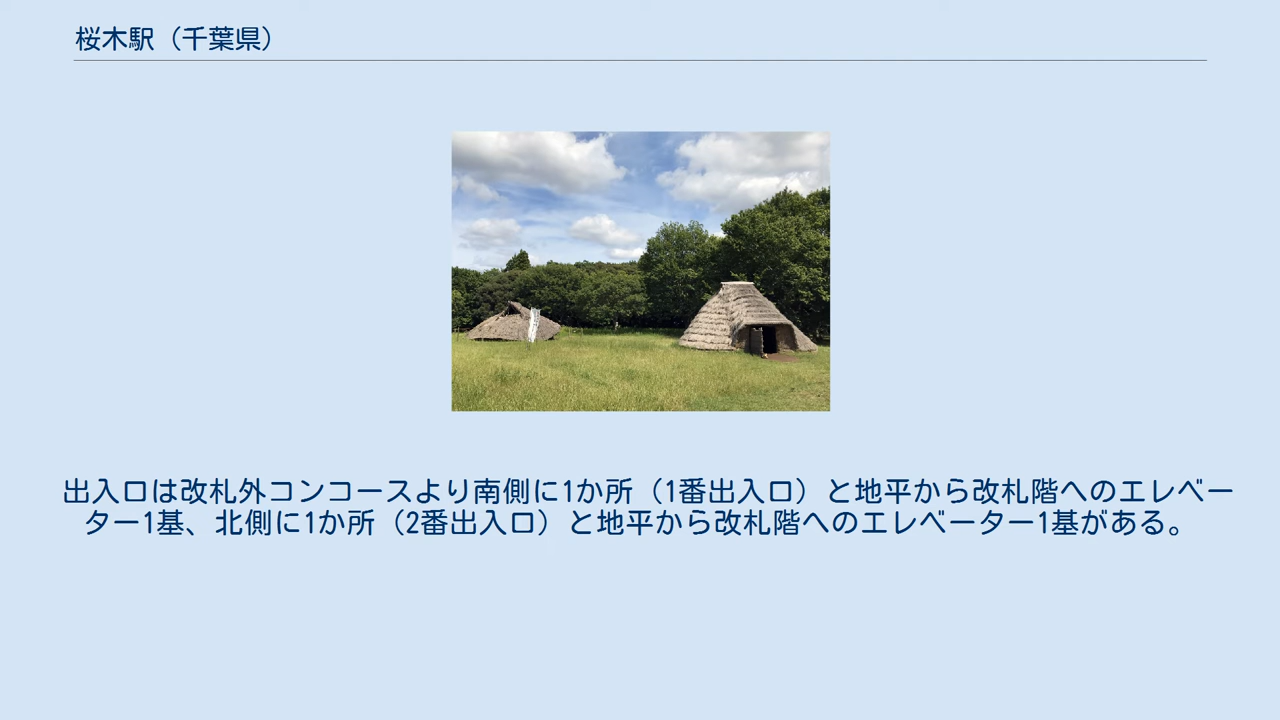 桜木駅（千葉県）
出入口は改札外コンコースより南側に1か所（1番出入口）と地平から改札階へのエレベー
ター1基、北側に1か所（2番出入口）と地平から改札階へのエレベーター1基がある。